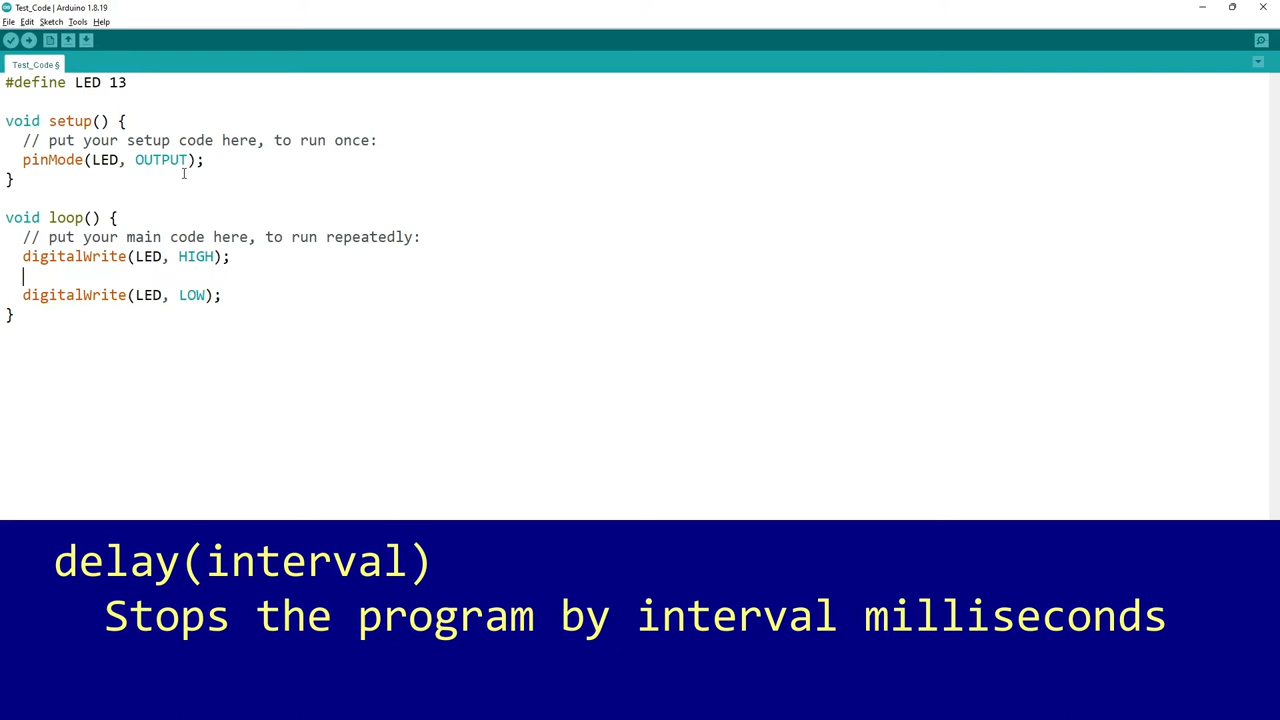 Test_Code | Arduino 1.8.19
File Edit Sketch Tools Help
Test_Code §
#define LED 13
void setup() {
// put your setup code here, to run once:
pinMode(LED, OUTPUT);
}
void loop() {
// put your main code here, to run repeatedly:
digitalWrite(LED, HIGH);
digitalWrite(LED, LOW);
}
delay(interval)
Stops the program by interval milliseconds